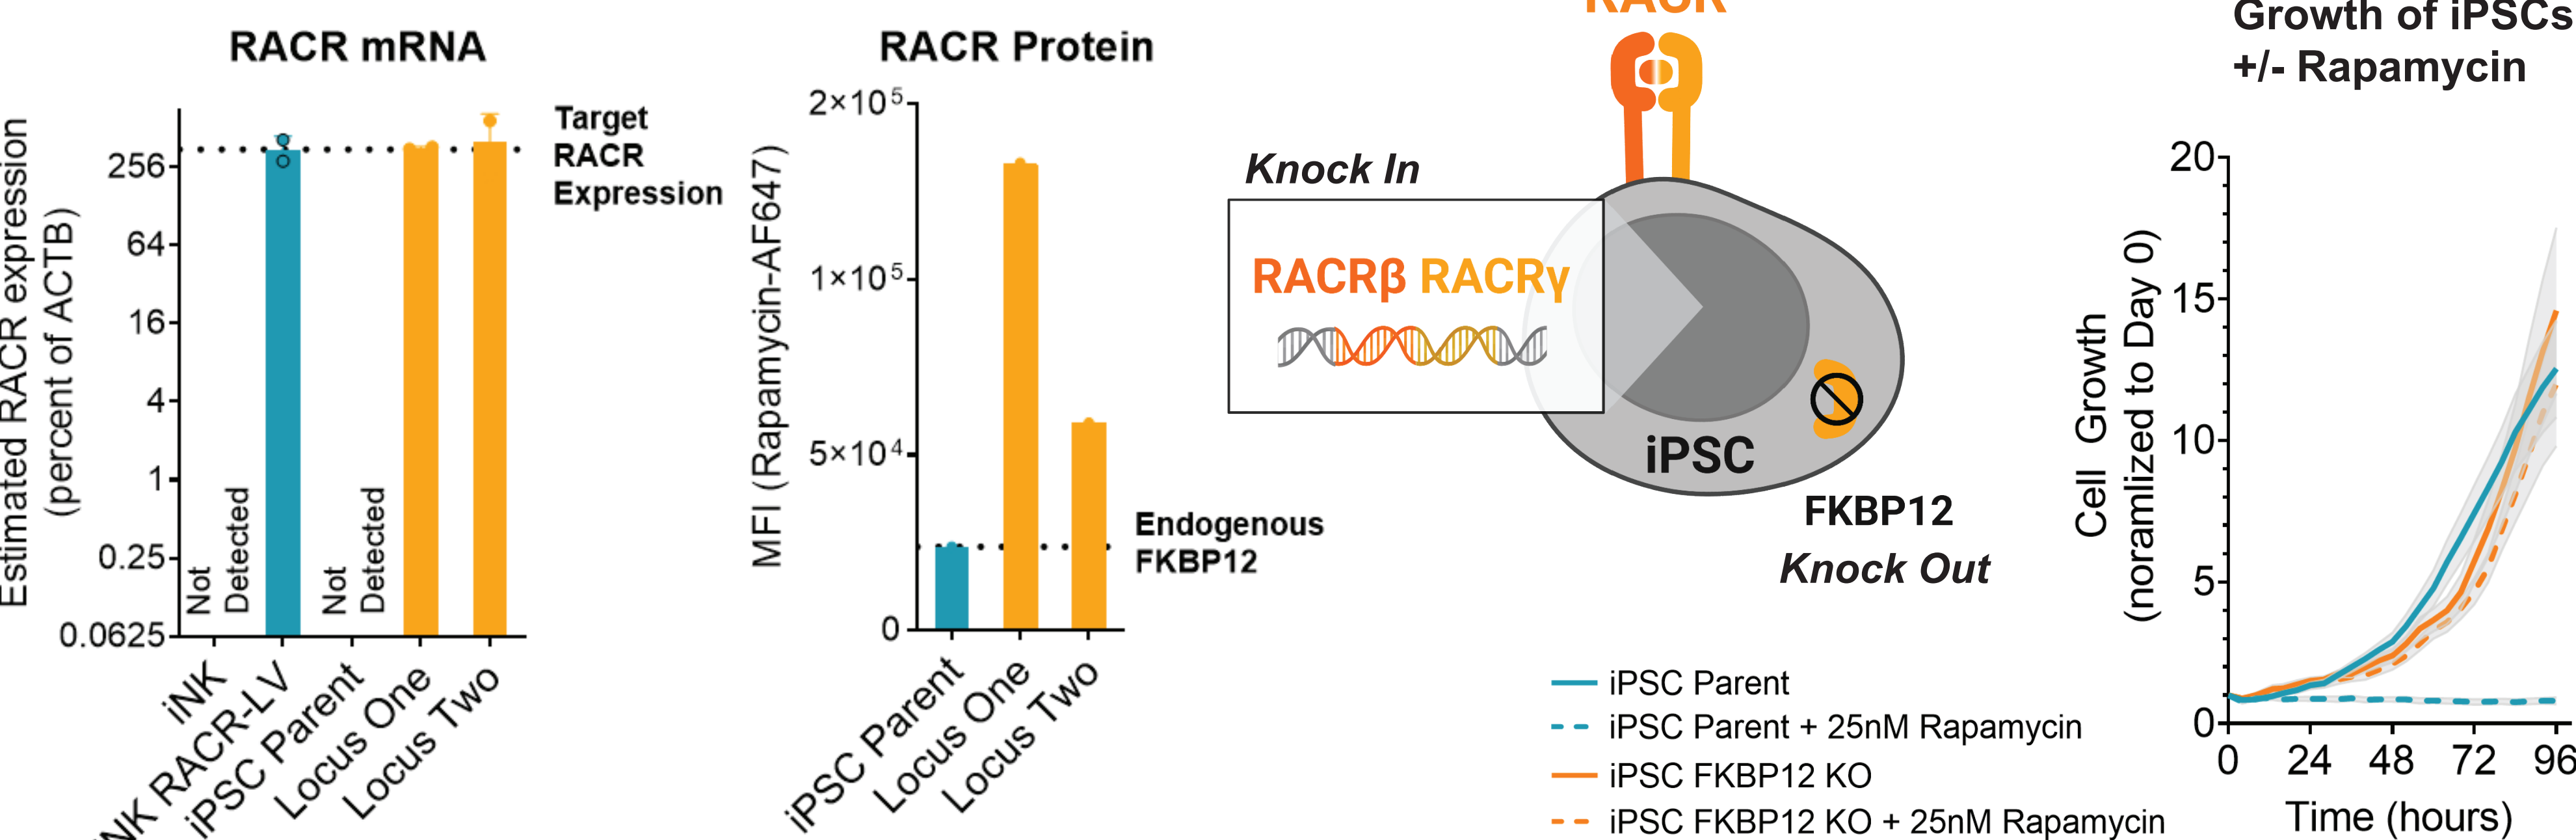 RACR mRNA
Estimated RACR expression
(percent of ACTB)
256
64
16
4
1
0.25
0.0625
Not
Detected
Not
Detected
Target
RACR
Expression
iNK
NK RACR-LV
iPSC Parent
Locus One
Locus Two
RACR Protein
MFI (Rapamycin-AF647)
2×10⁵
1×10⁵
5×10⁴
0
Endogenous
FKBP12
iPSC Parent
Locus One
Locus Two
RACR
Knock In
RACRβ RACRγ
iPSC
FKBP12
Knock Out
iPSC Parent
iPSC Parent + 25nM Rapamycin
iPSC FKBP12 KO
iPSC FKBP12 KO + 25nM Rapamycin
Growth of iPSCs
+/- Rapamycin
Cell Growth
(noramlized to Day 0)
20
15
10
5
0
0 24 48 72 96
Time (hours)